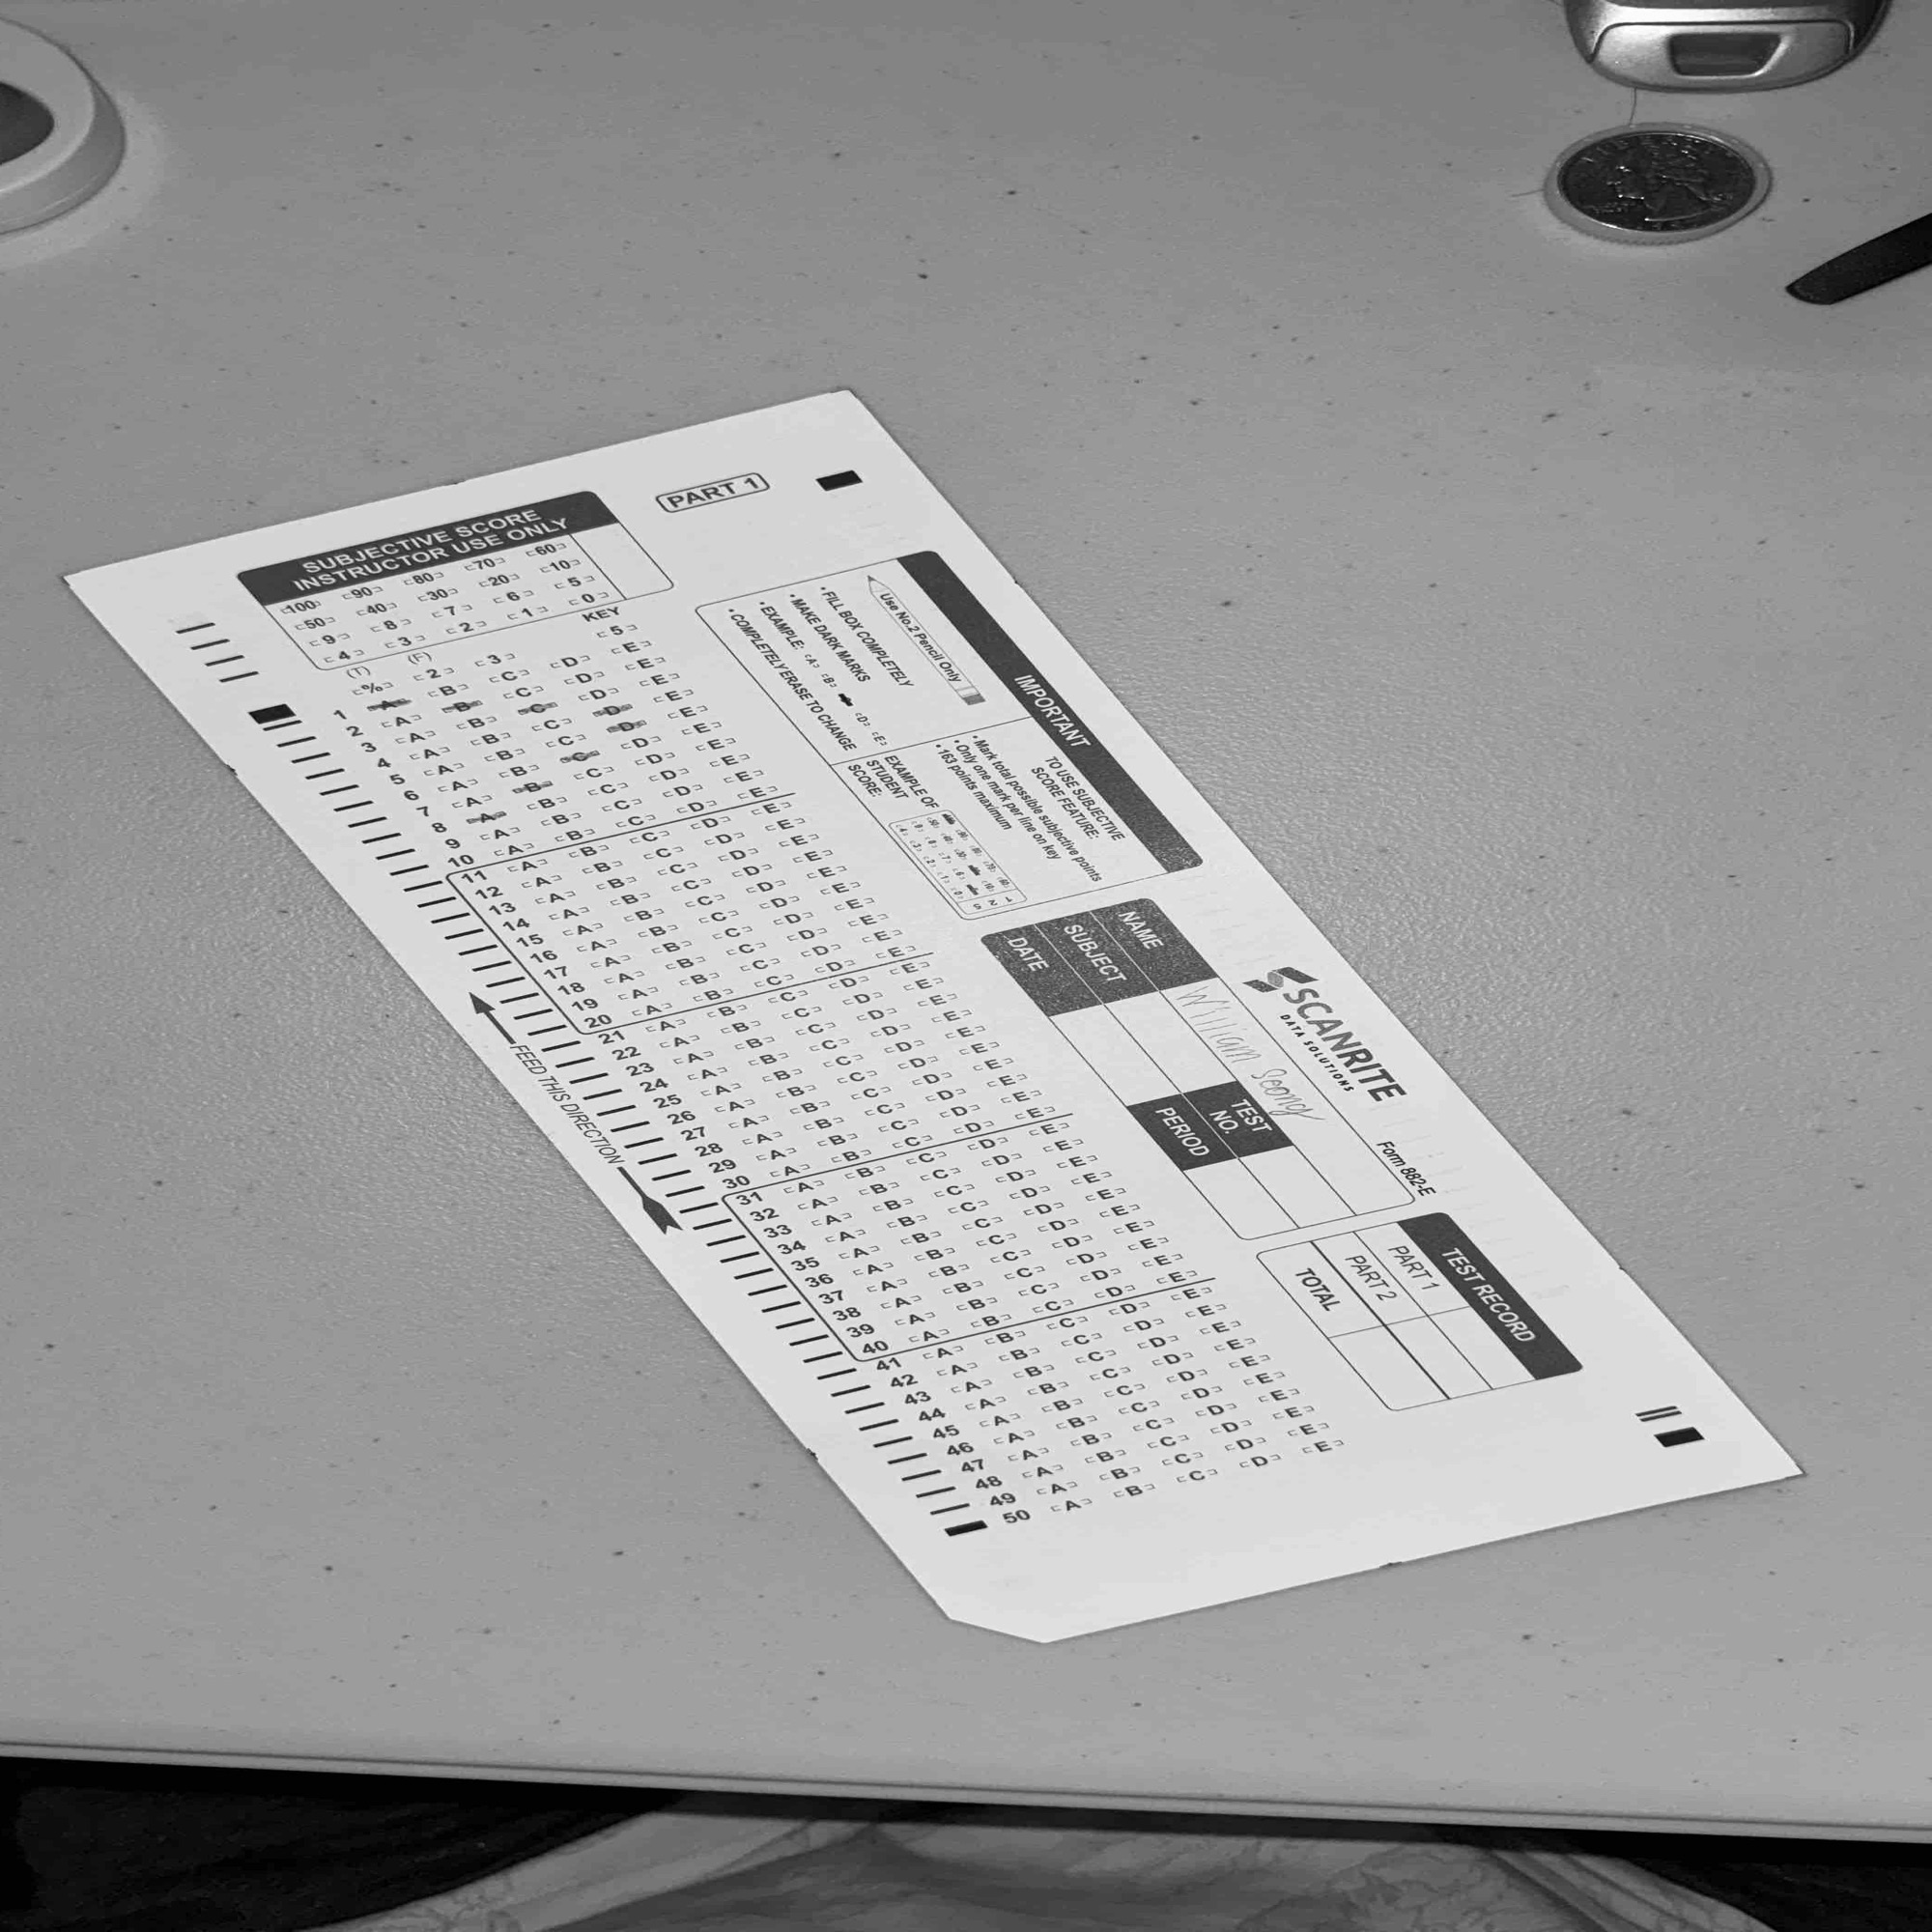 PART 1
SUBJECTIVE SCORE
INSTRUCTOR USE ONLY
100 90 80 70 60
50 40 30 20 10
9 8 7 6 5
4 3 2 1 0
(T) (F) KEY
% 2 3 5
1 A B C D E
2 A B C D E
3 A B C D E
4 A B C D E
5 A B C D E
6 A B C D E
7 A B C D E
8 A B C D E
9 A B C D E
10 A B C D E
11 A B C D E
12 A B C D E
13 A B C D E
14 A B C D E
15 A B C D E
16 A B C D E
17 A B C D E
18 A B C D E
19 A B C D E
20 A B C D E
21 A B C D E
22 A B C D E
23 A B C D E
24 A B C D E
25 A B C D E
26 A B C D E
27 A B C D E
28 A B C D E
29 A B C D E
30 A B C D E
31 A B C D E
32 A B C D E
33 A B C D E
34 A B C D E
35 A B C D E
36 A B C D E
37 A B C D E
38 A B C D E
39 A B C D E
40 A B C D E
41 A B C D E
42 A B C D E
43 A B C D E
44 A B C D E
45 A B C D E
46 A B C D E
47 A B C D E
48 A B C D E
49 A B C D E
50 A B C D E
FEED THIS DIRECTION
IMPORTANT
Use No.2 Pencil Only
• FILL BOX COMPLETELY
• MAKE DARK MARKS
• EXAMPLE: A B D E
• COMPLETELY ERASE TO CHANGE
TO USE SUBJECTIVE
SCORE FEATURE:
• Mark total possible subjective points
• Only one mark per line on key
• 163 points maximum
EXAMPLE OF
STUDENT
SCORE:
SCANRITE
DATA SOLUTIONS
Form 882-E
NAME William Seong
SUBJECT
TEST
NO.
DATE
PERIOD
TEST RECORD
PART 1
PART 2
TOTAL